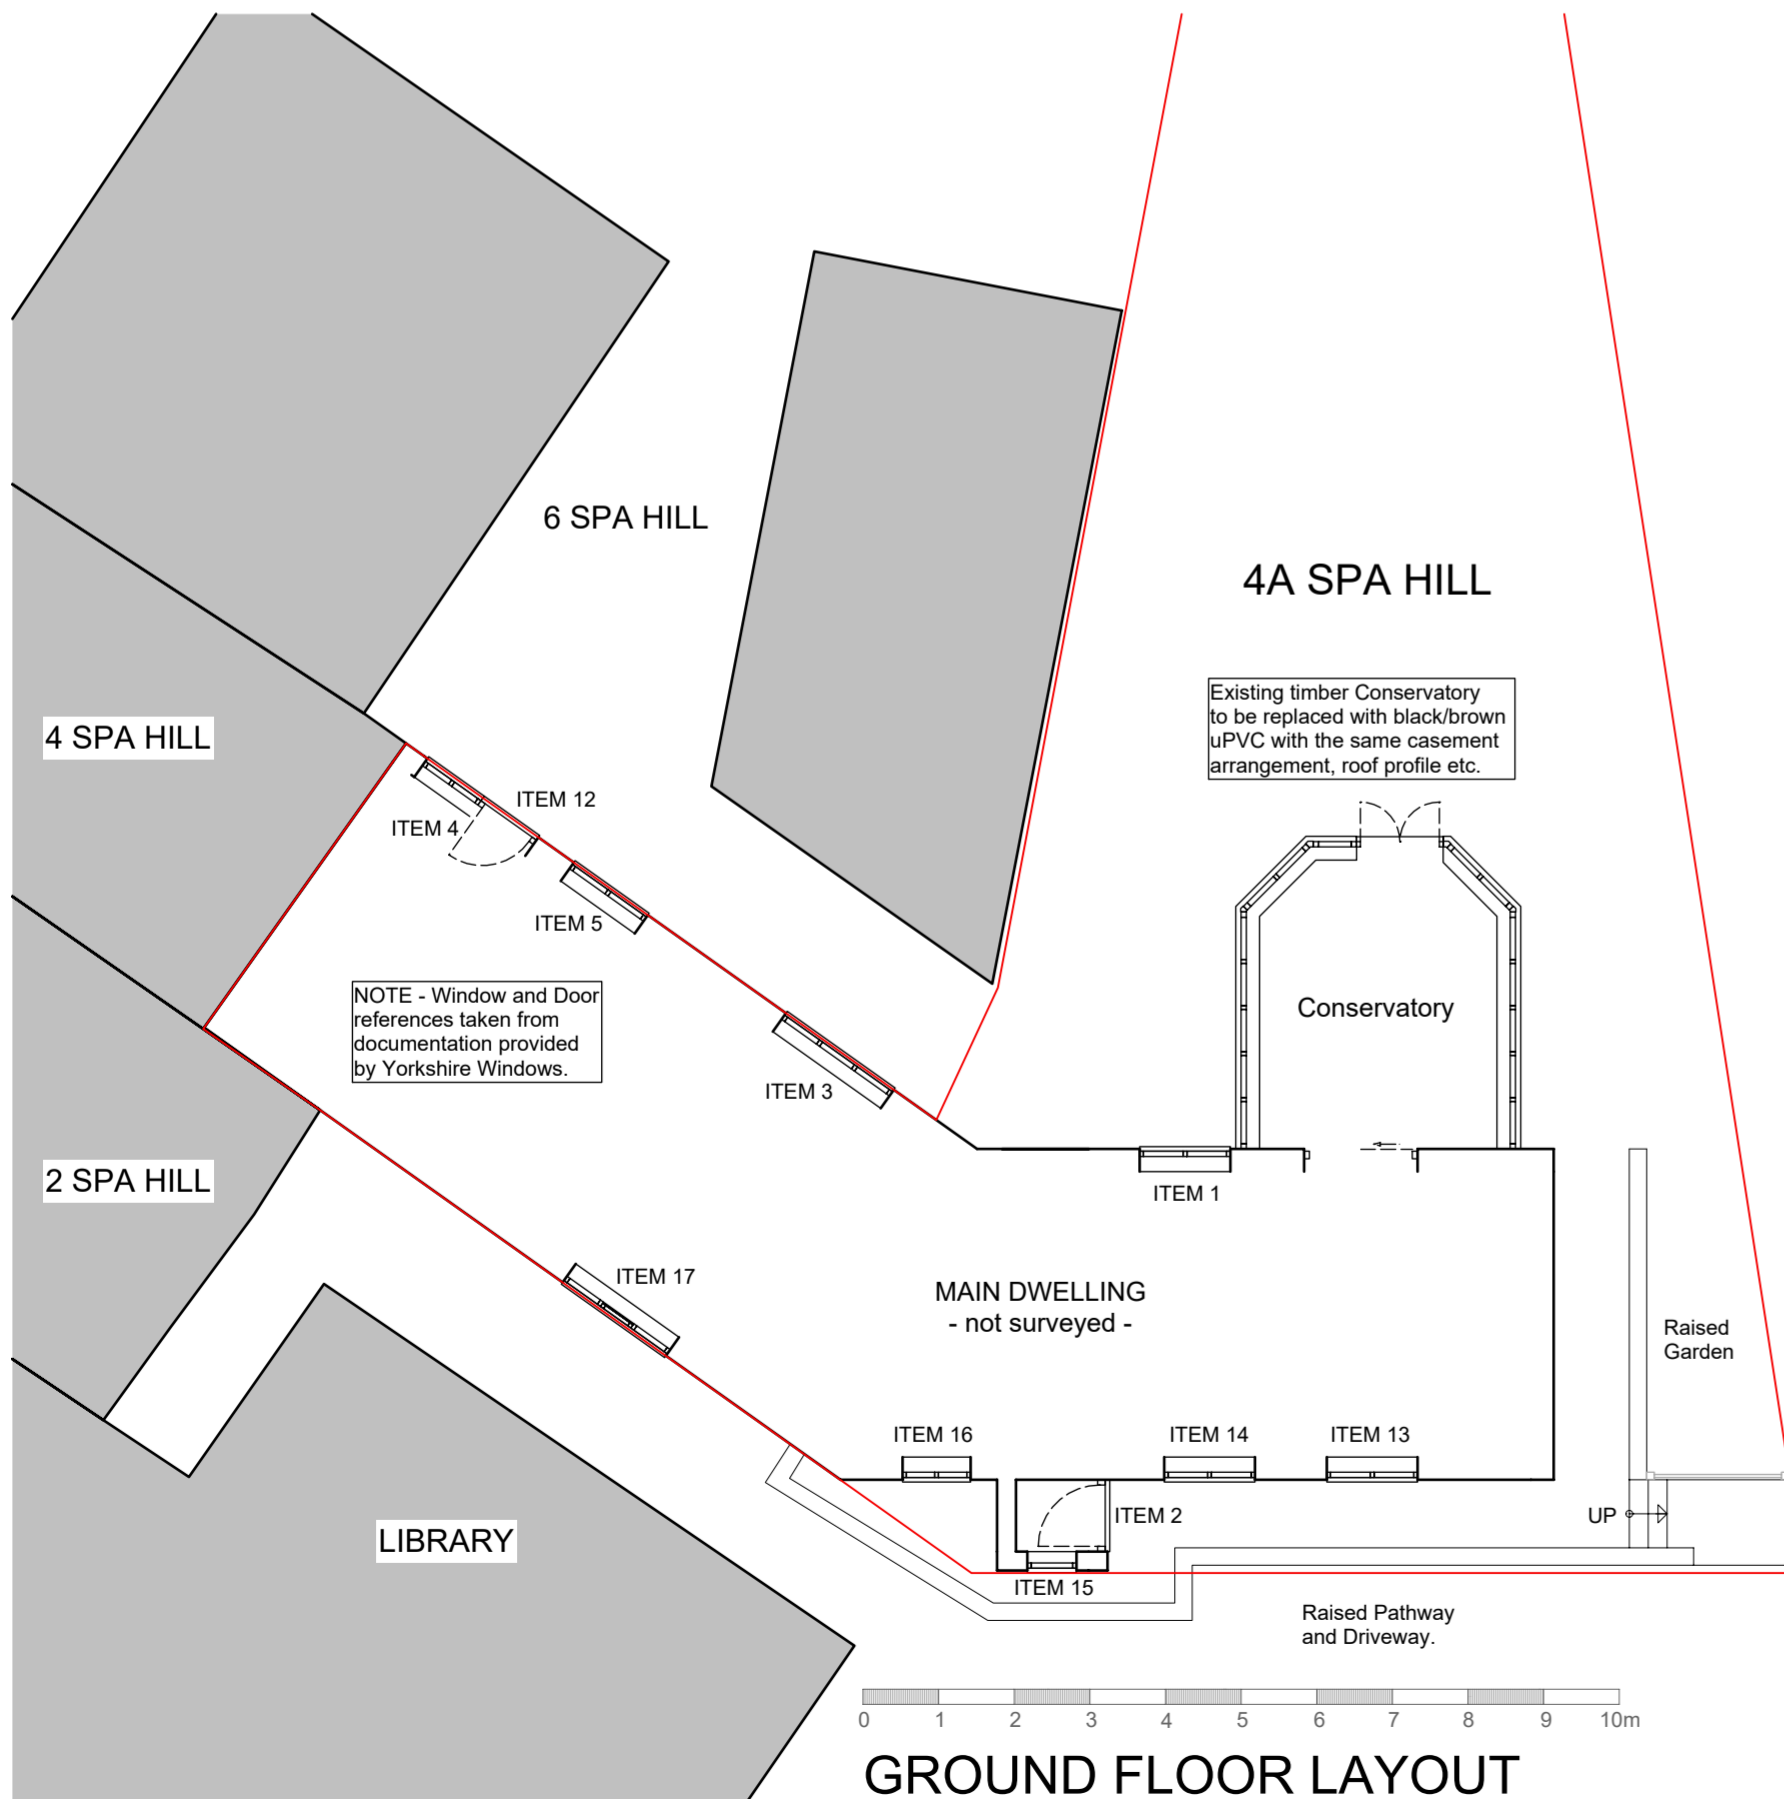 6 SPA HILL
4A SPA HILL
Existing timber Conservatory
to be replaced with black/brown
uPVC with the same casement
arrangement, roof profile etc.
4 SPA HILL
ITEM 12
ITEM 4
ITEM 5
NOTE - Window and Door
references taken from
documentation provided
by Yorkshire Windows.
Conservatory
ITEM 3
2 SPA HILL
ITEM 1
ITEM 17
MAIN DWELLING
- not surveyed -
Raised
Garden
ITEM 16
ITEM 14
ITEM 13
ITEM 2
UP
LIBRARY
ITEM 15
Raised Pathway
and Driveway.
0 1 2 3 4 5 6 7 8 9 10m
GROUND FLOOR LAYOUT